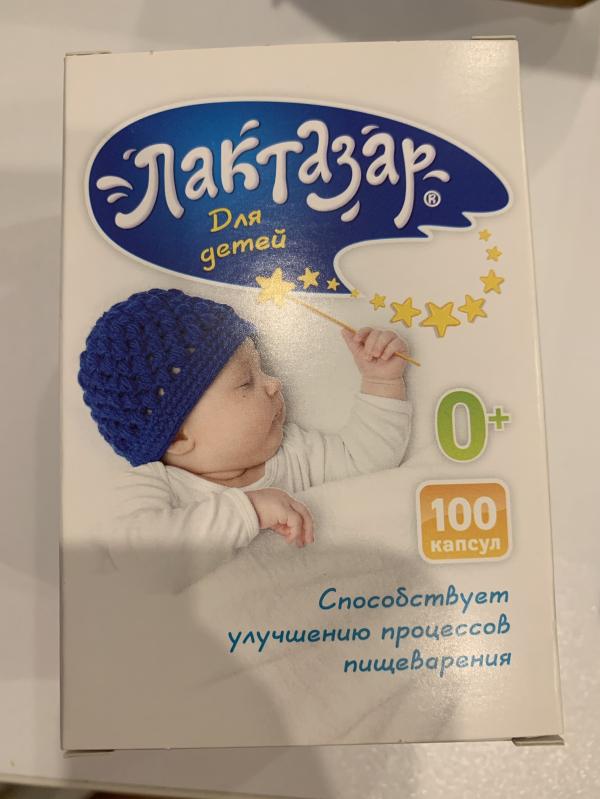 Лактазар®
Для
детей
0+
100
капсул
Способствует
улучшению процессов
пищеварения